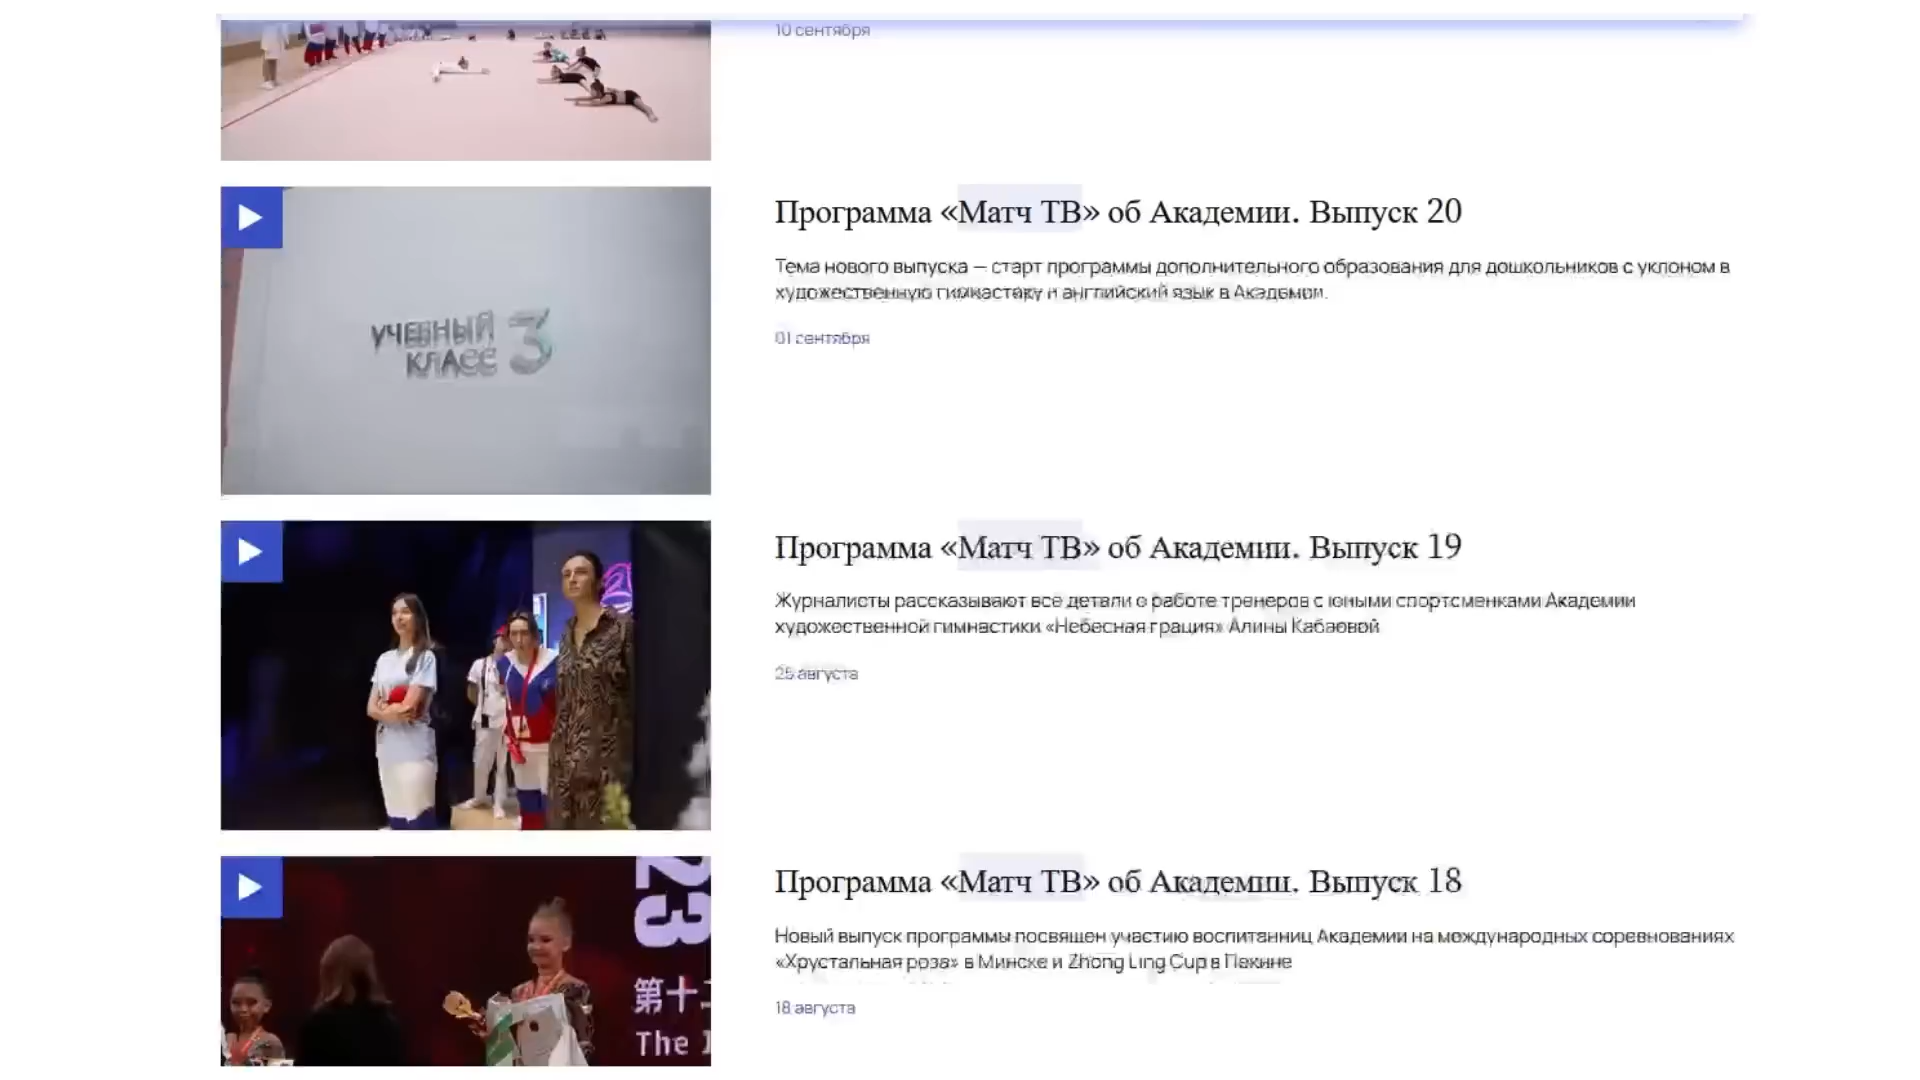 10 сентября
Программа «Матч ТВ» об Академии. Выпуск 20
Тема нового выпуска — старт программы дополнительного образования для дошкольников с уклоном в
художественную гимнастику и английский язык в Академии.
01 сентября
УЧЕБНЫЙ 3
КЛАСС
Программа «Матч ТВ» об Академии. Выпуск 19
Журналисты рассказывают все детали о работе тренеров с юными спортсменками Академии
художественной гимнастики «Небесная грация» Алины Кабаевой
25 августа
Программа «Матч ТВ» об Академии. Выпуск 18
Новый выпуск программы посвящен участию воспитанниц Академии на международных соревнованиях
«Хрустальная роза» в Минске и Zhong Ling Cup в Пекине
18 августа
23
第十
The